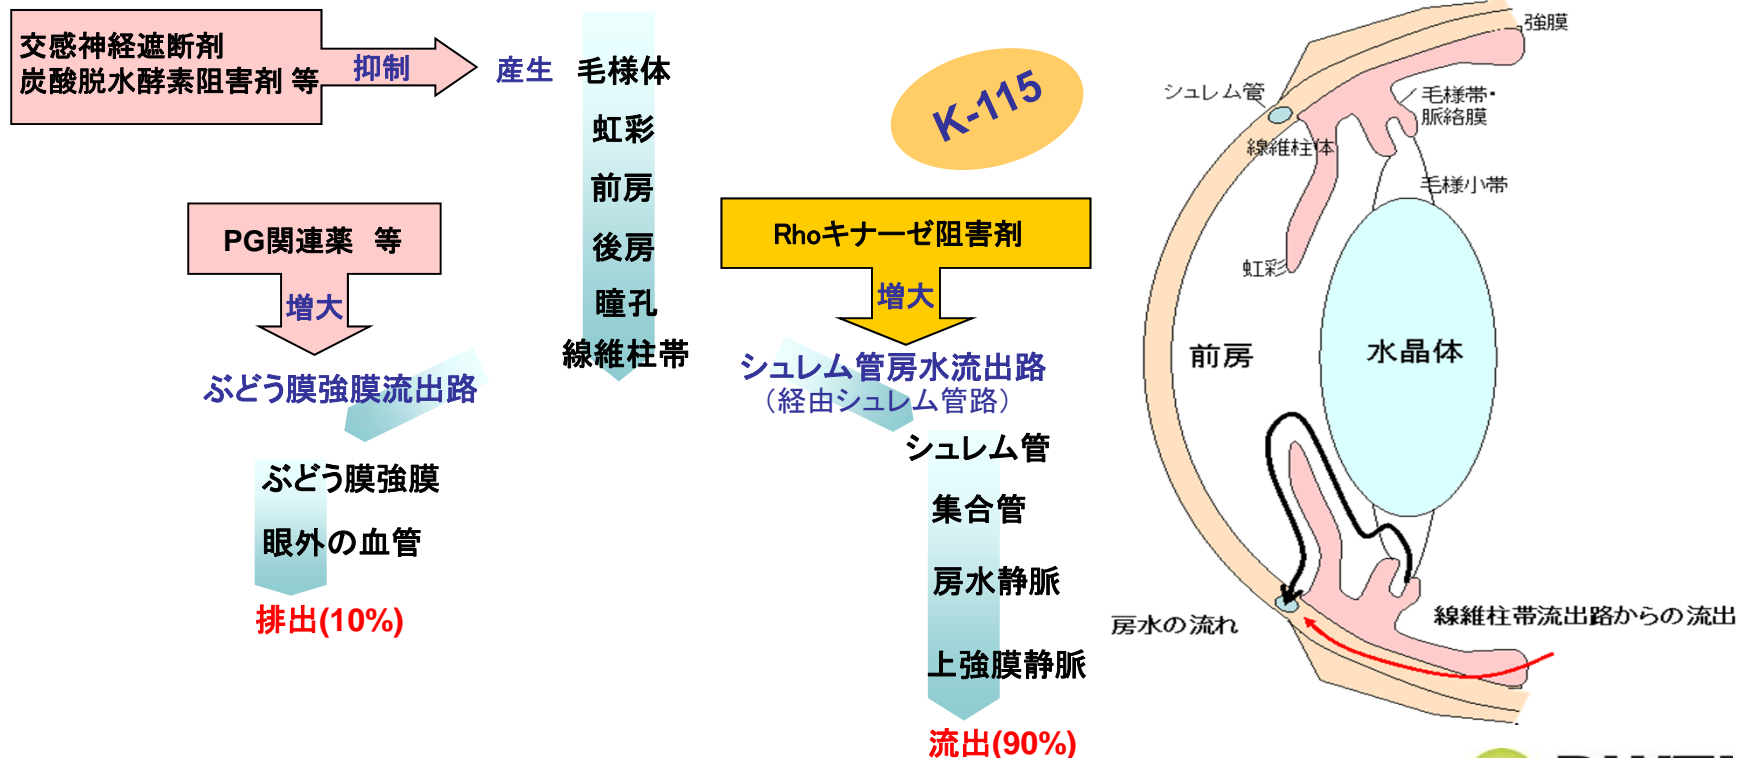 交感神経遮断剤
炭酸脱水酵素阻害剤 等
抑制
産生
毛様体
虹彩
前房
後房
瞳孔
線維柱帯
PG関連薬 等
増大
ぶどう膜強膜流出路
ぶどう膜強膜
眼外の血管
排出(10%)
K-115
Rhoキナーゼ阻害剤
増大
シュレム管房水流出路
(経由シュレム管路)
シュレム管
集合管
房水静脈
上強膜静脈
流出(90%)
強膜
シュレム管
毛様帯・
脈絡膜
線維柱体
毛様小帯
虹彩
前房
水晶体
房水の流れ
線維柱帯流出路からの流出